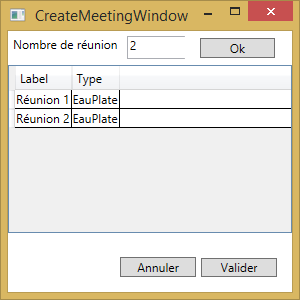 CreateMeetingWindow
Nombre de réunion 2 Ok
Label Type
Réunion 1 EauPlate
Réunion 2 EauPlate
Annuler Valider